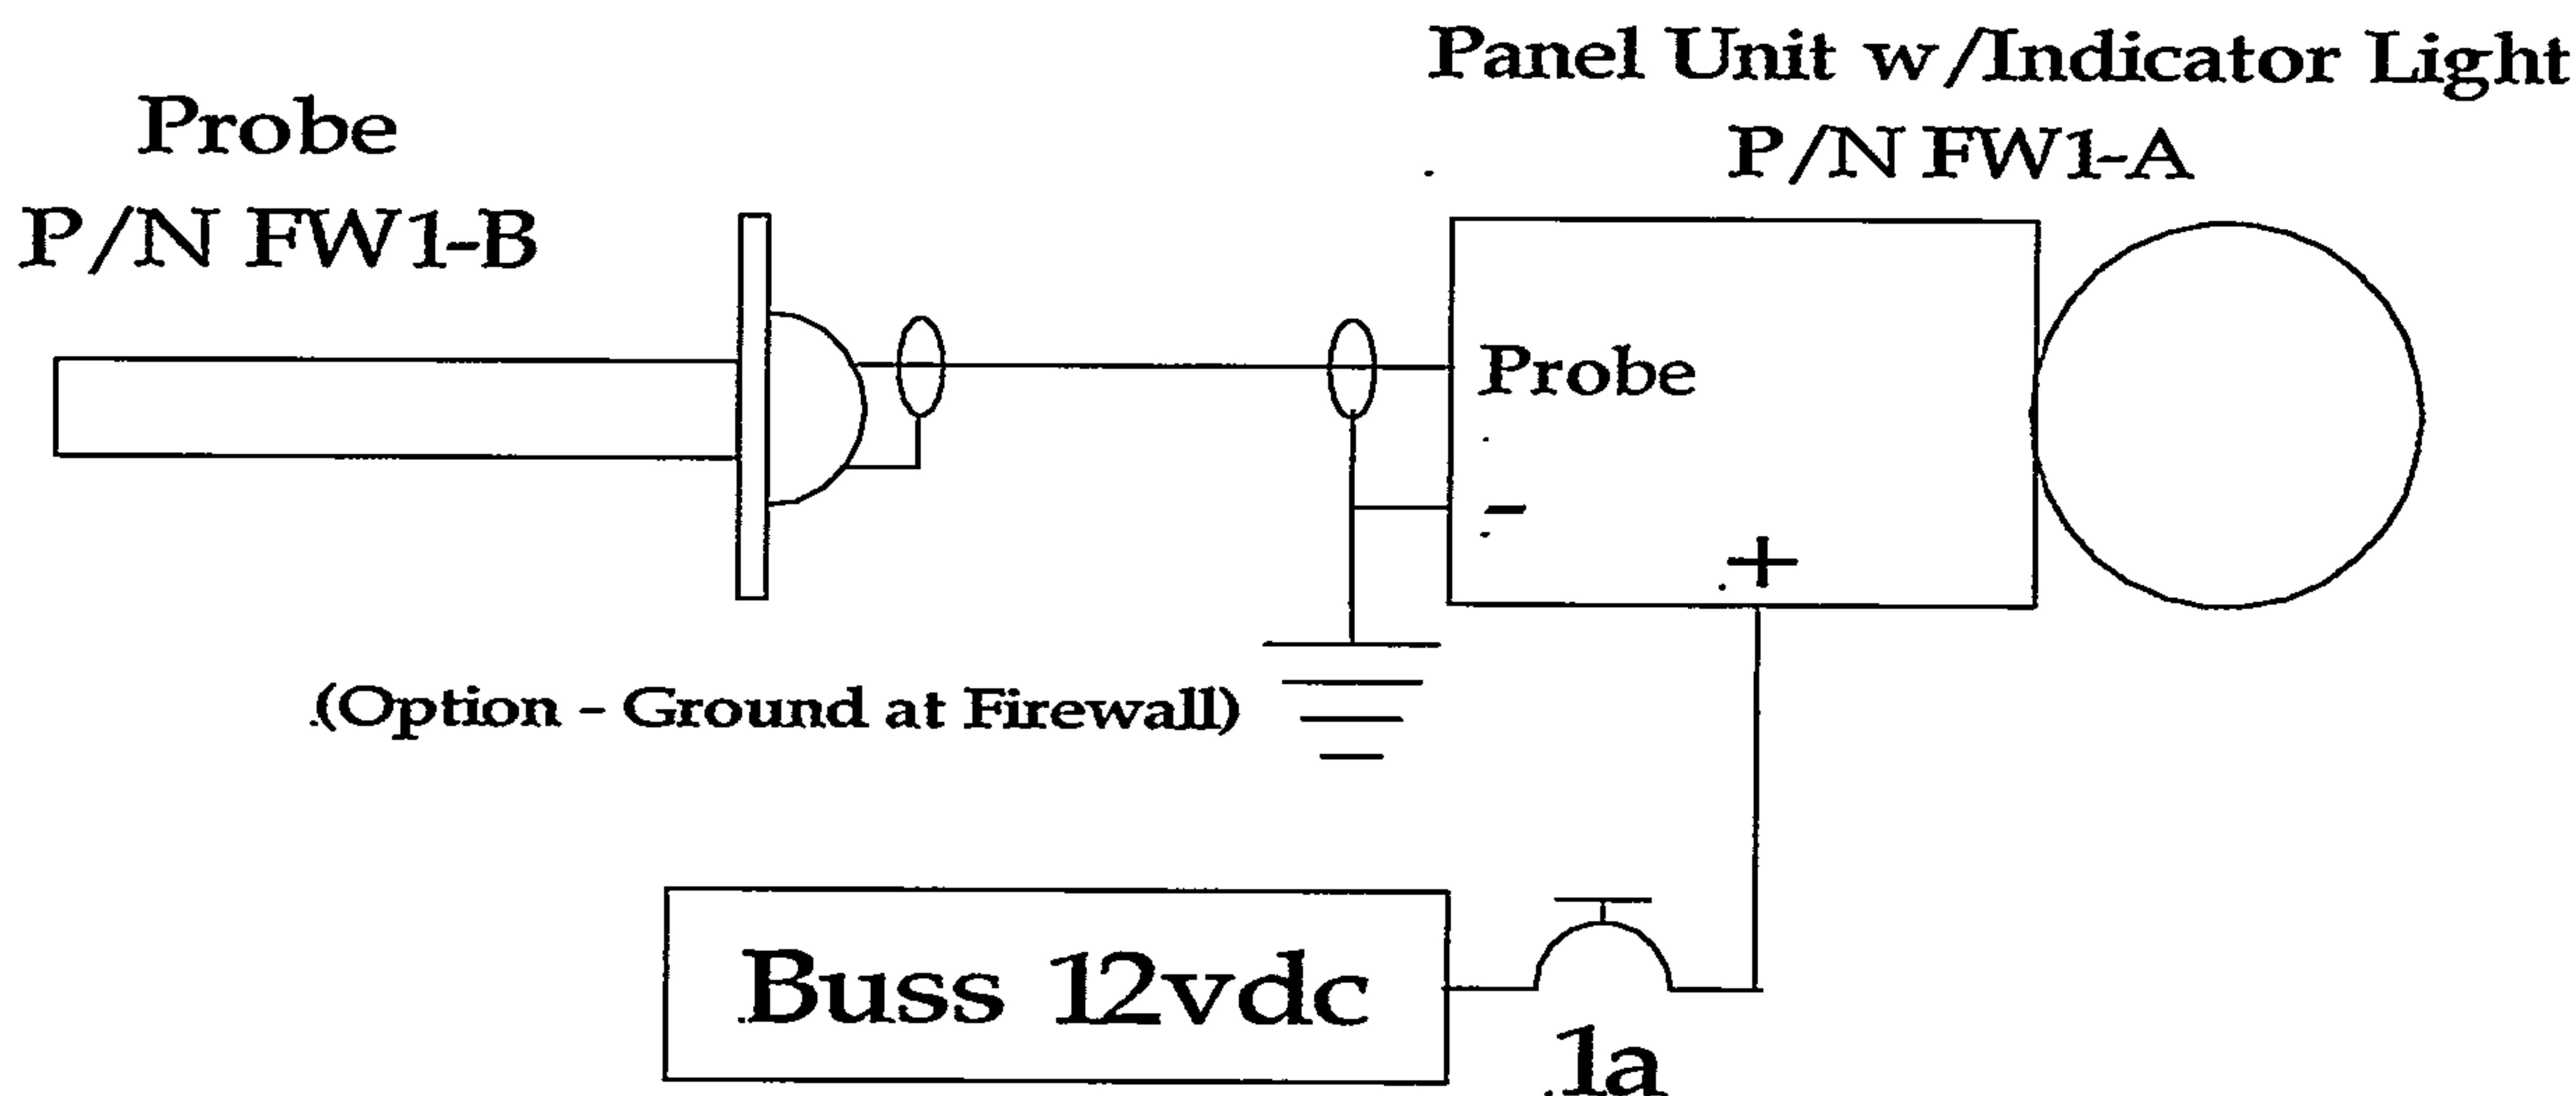 Panel Unit w/Indicator Light
P/N FW1-A
Probe
P/N FW1-B
Probe
-
+
(Option - Ground at Firewall)
Buss 12vdc
1a